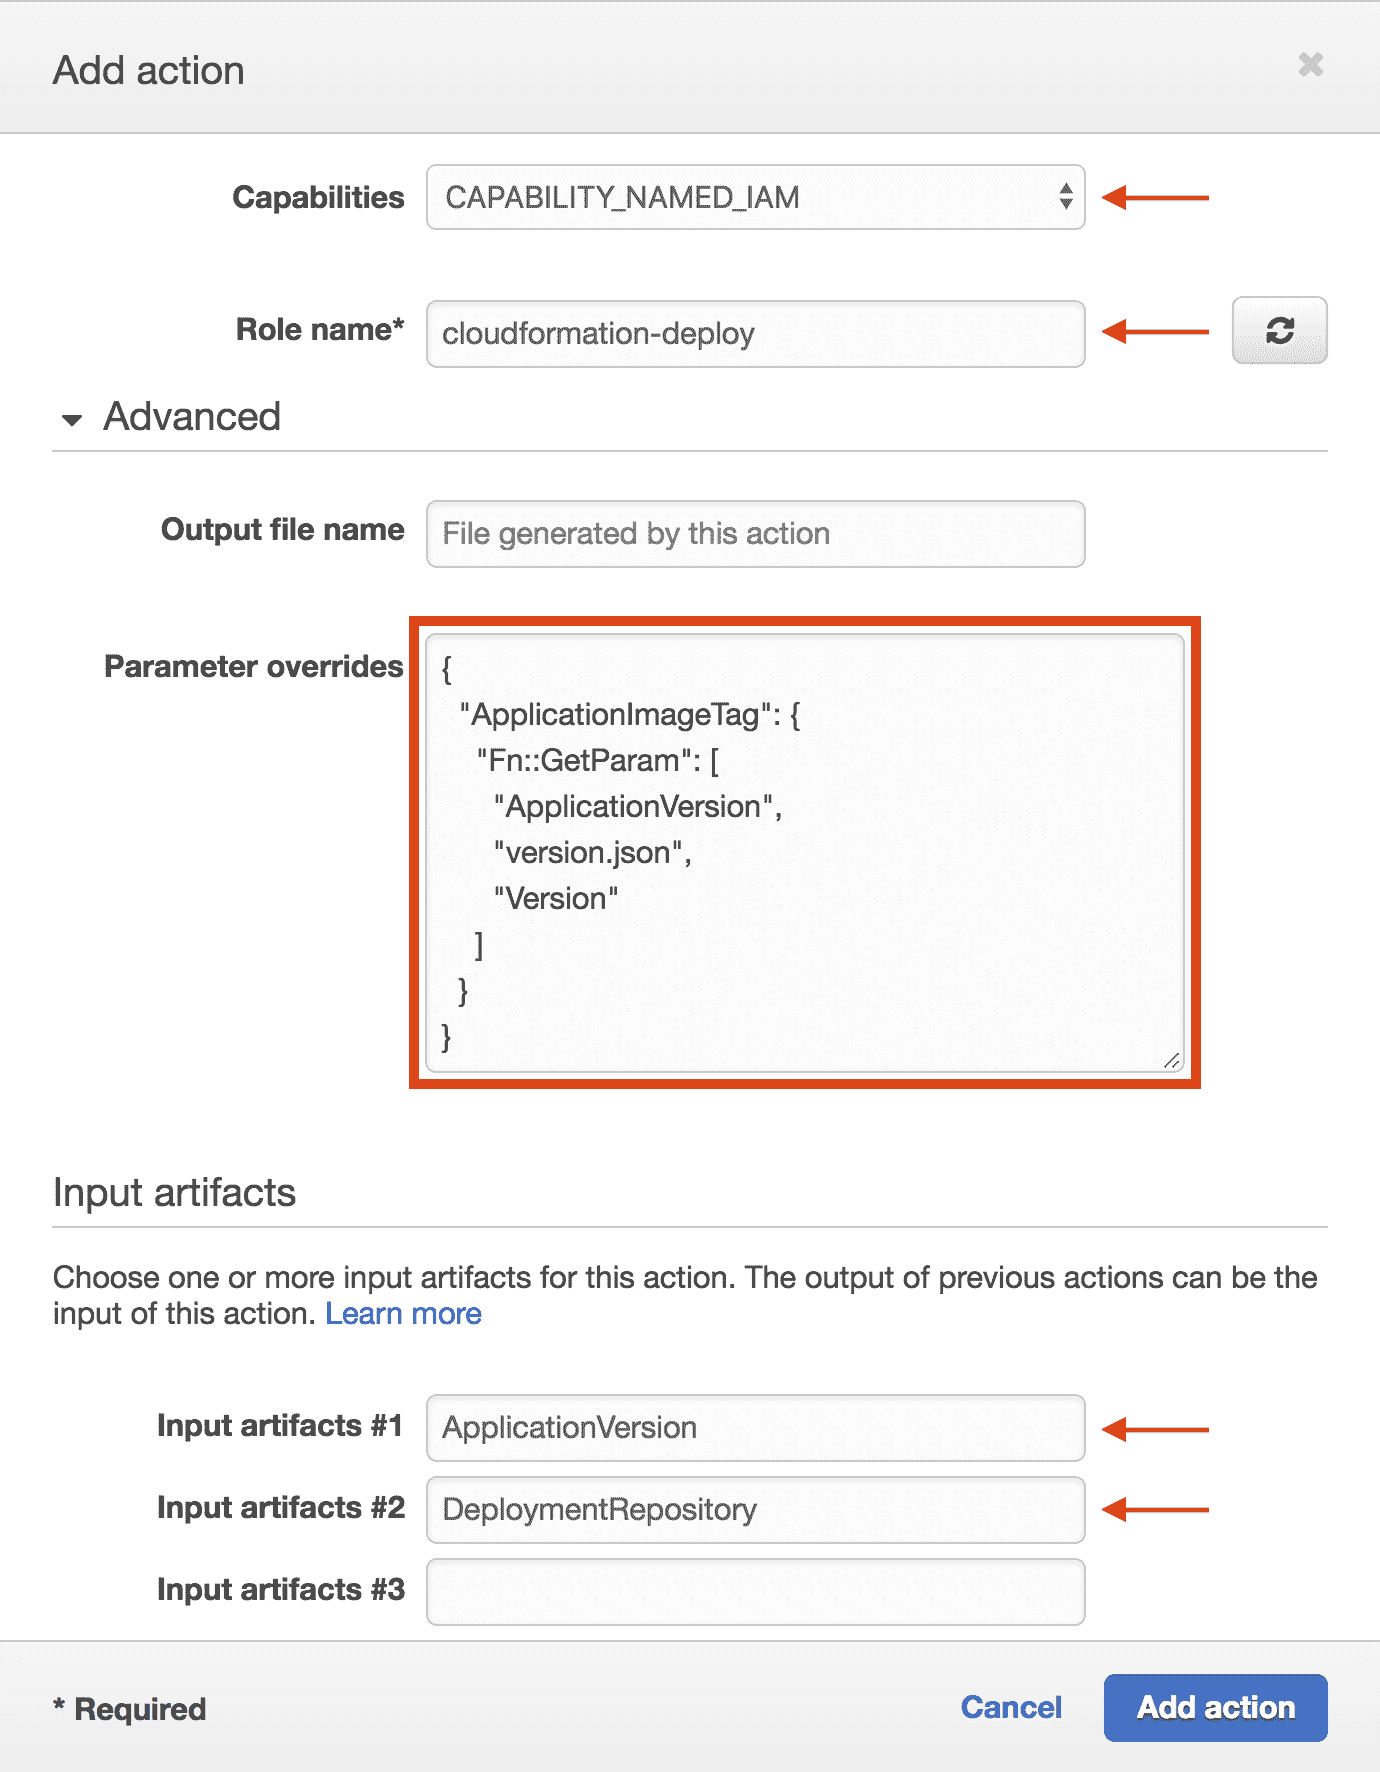 Add action
Capabilities
CAPABILITY_NAMED_IAM
Role name*
cloudformation-deploy
Advanced
Output file name
File generated by this action
Parameter overrides
{
"ApplicationImageTag": {
"Fn::GetParam": [
"ApplicationVersion",
"version.json",
"Version"
]
}
}
Input artifacts
Choose one or more input artifacts for this action. The output of previous actions can be the
input of this action. Learn more
Input artifacts #1
ApplicationVersion
Input artifacts #2
DeploymentRepository
Input artifacts #3
* Required
Cancel
Add action